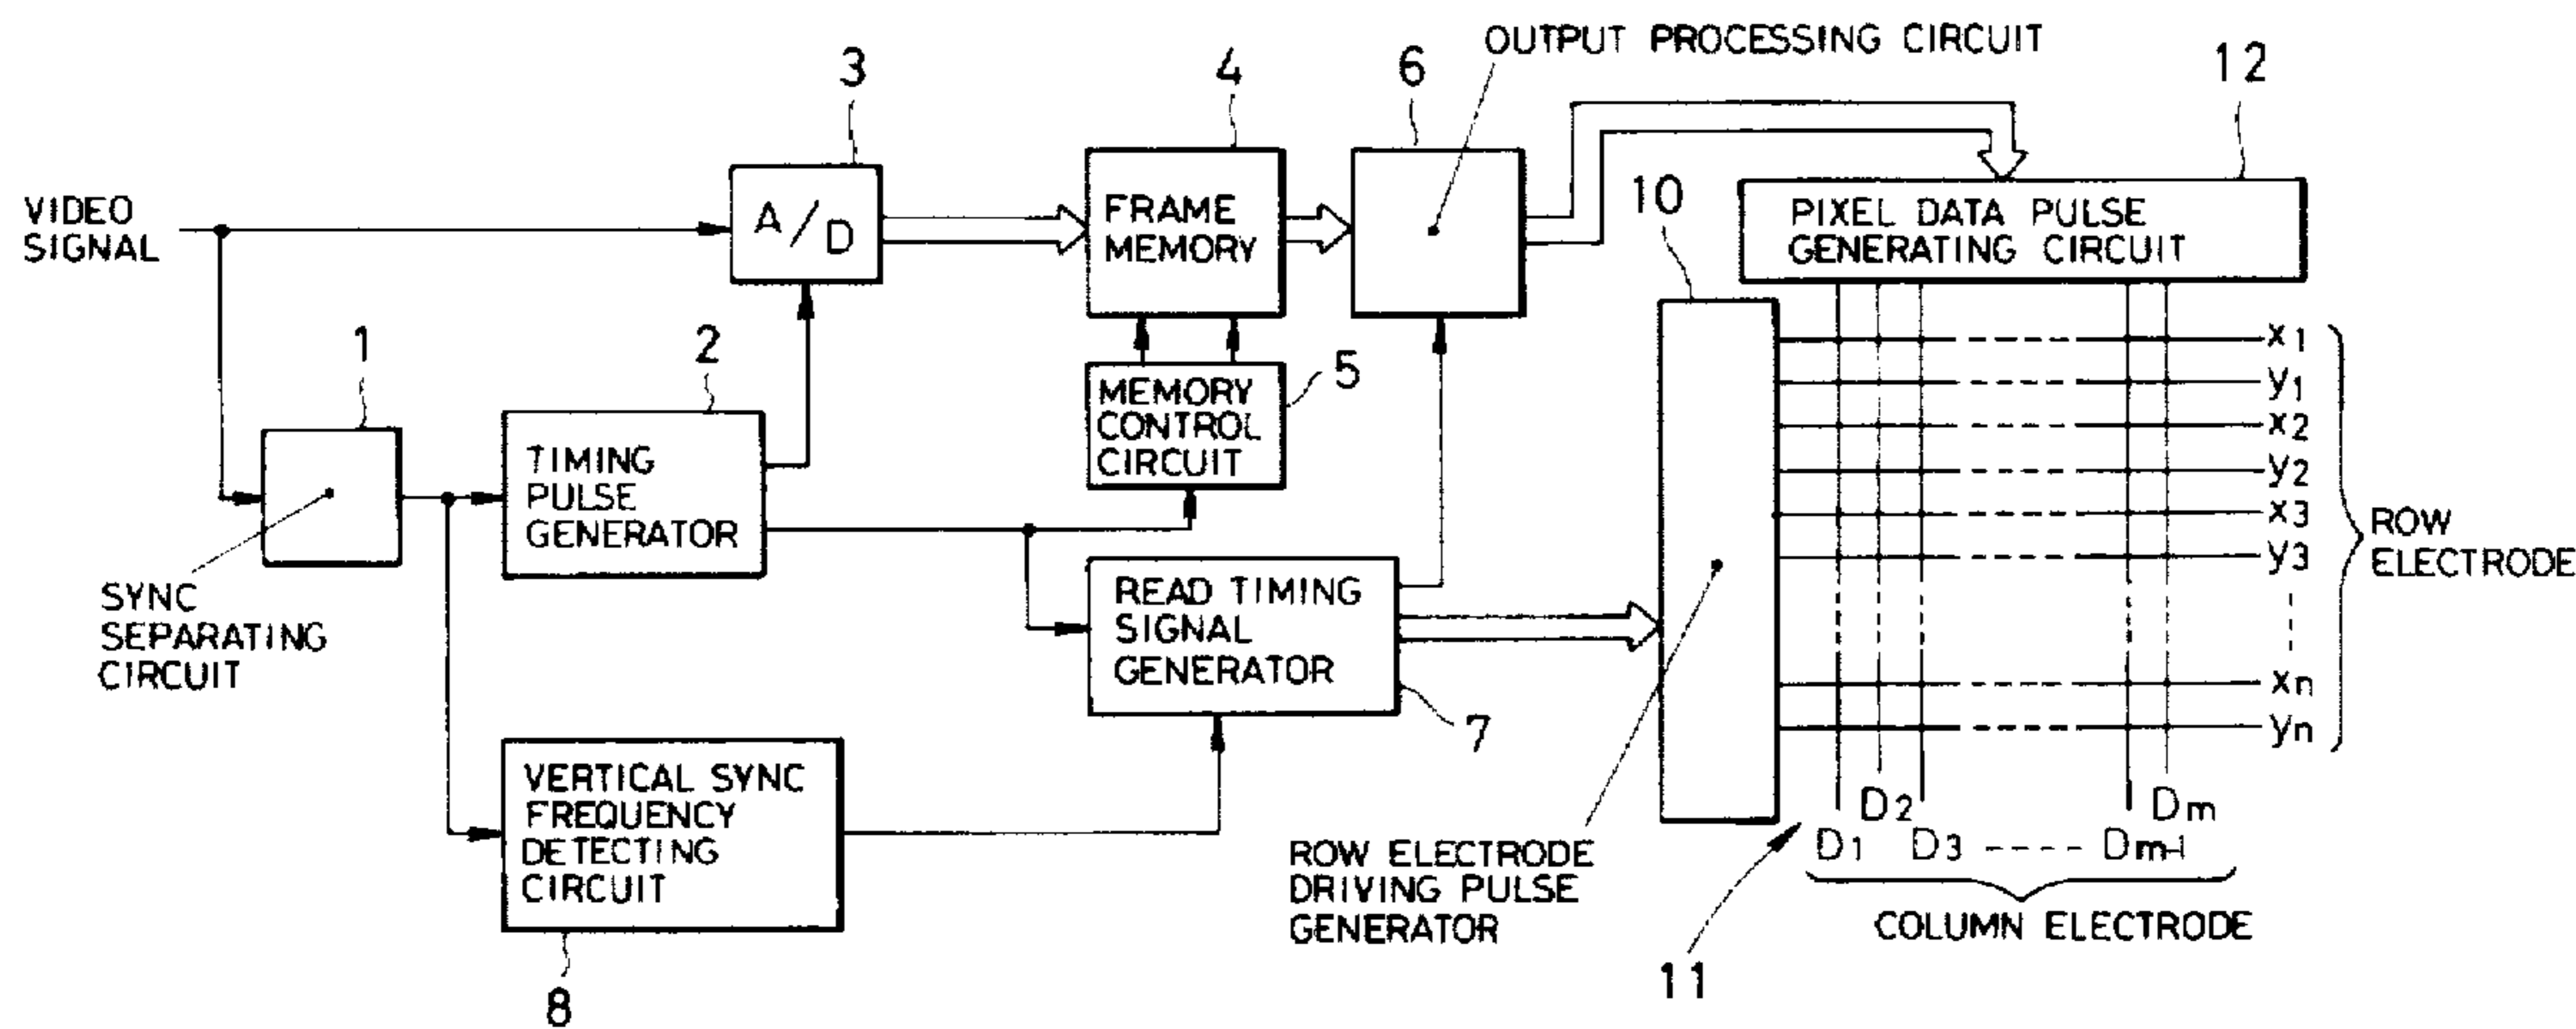 OUTPUT PROCESSING CIRCUIT
12
3
4
6
VIDEO
SIGNAL
A/D
FRAME
MEMORY
10
PIXEL DATA PULSE
GENERATING CIRCUIT
1
2
MEMORY
CONTROL
CIRCUIT
5
x1
y1
x2
y2
x3
y3
xn
yn
ROW
ELECTRODE
TIMING
PULSE
GENERATOR
SYNC
SEPARATING
CIRCUIT
READ TIMING
SIGNAL
GENERATOR
7
VERTICAL SYNC
FREQUENCY
DETECTING
CIRCUIT
8
ROW ELECTRODE
DRIVING PULSE
GENERATOR
D2 Dm
D1 D3 ---- Dm-1
COLUMN ELECTRODE
11